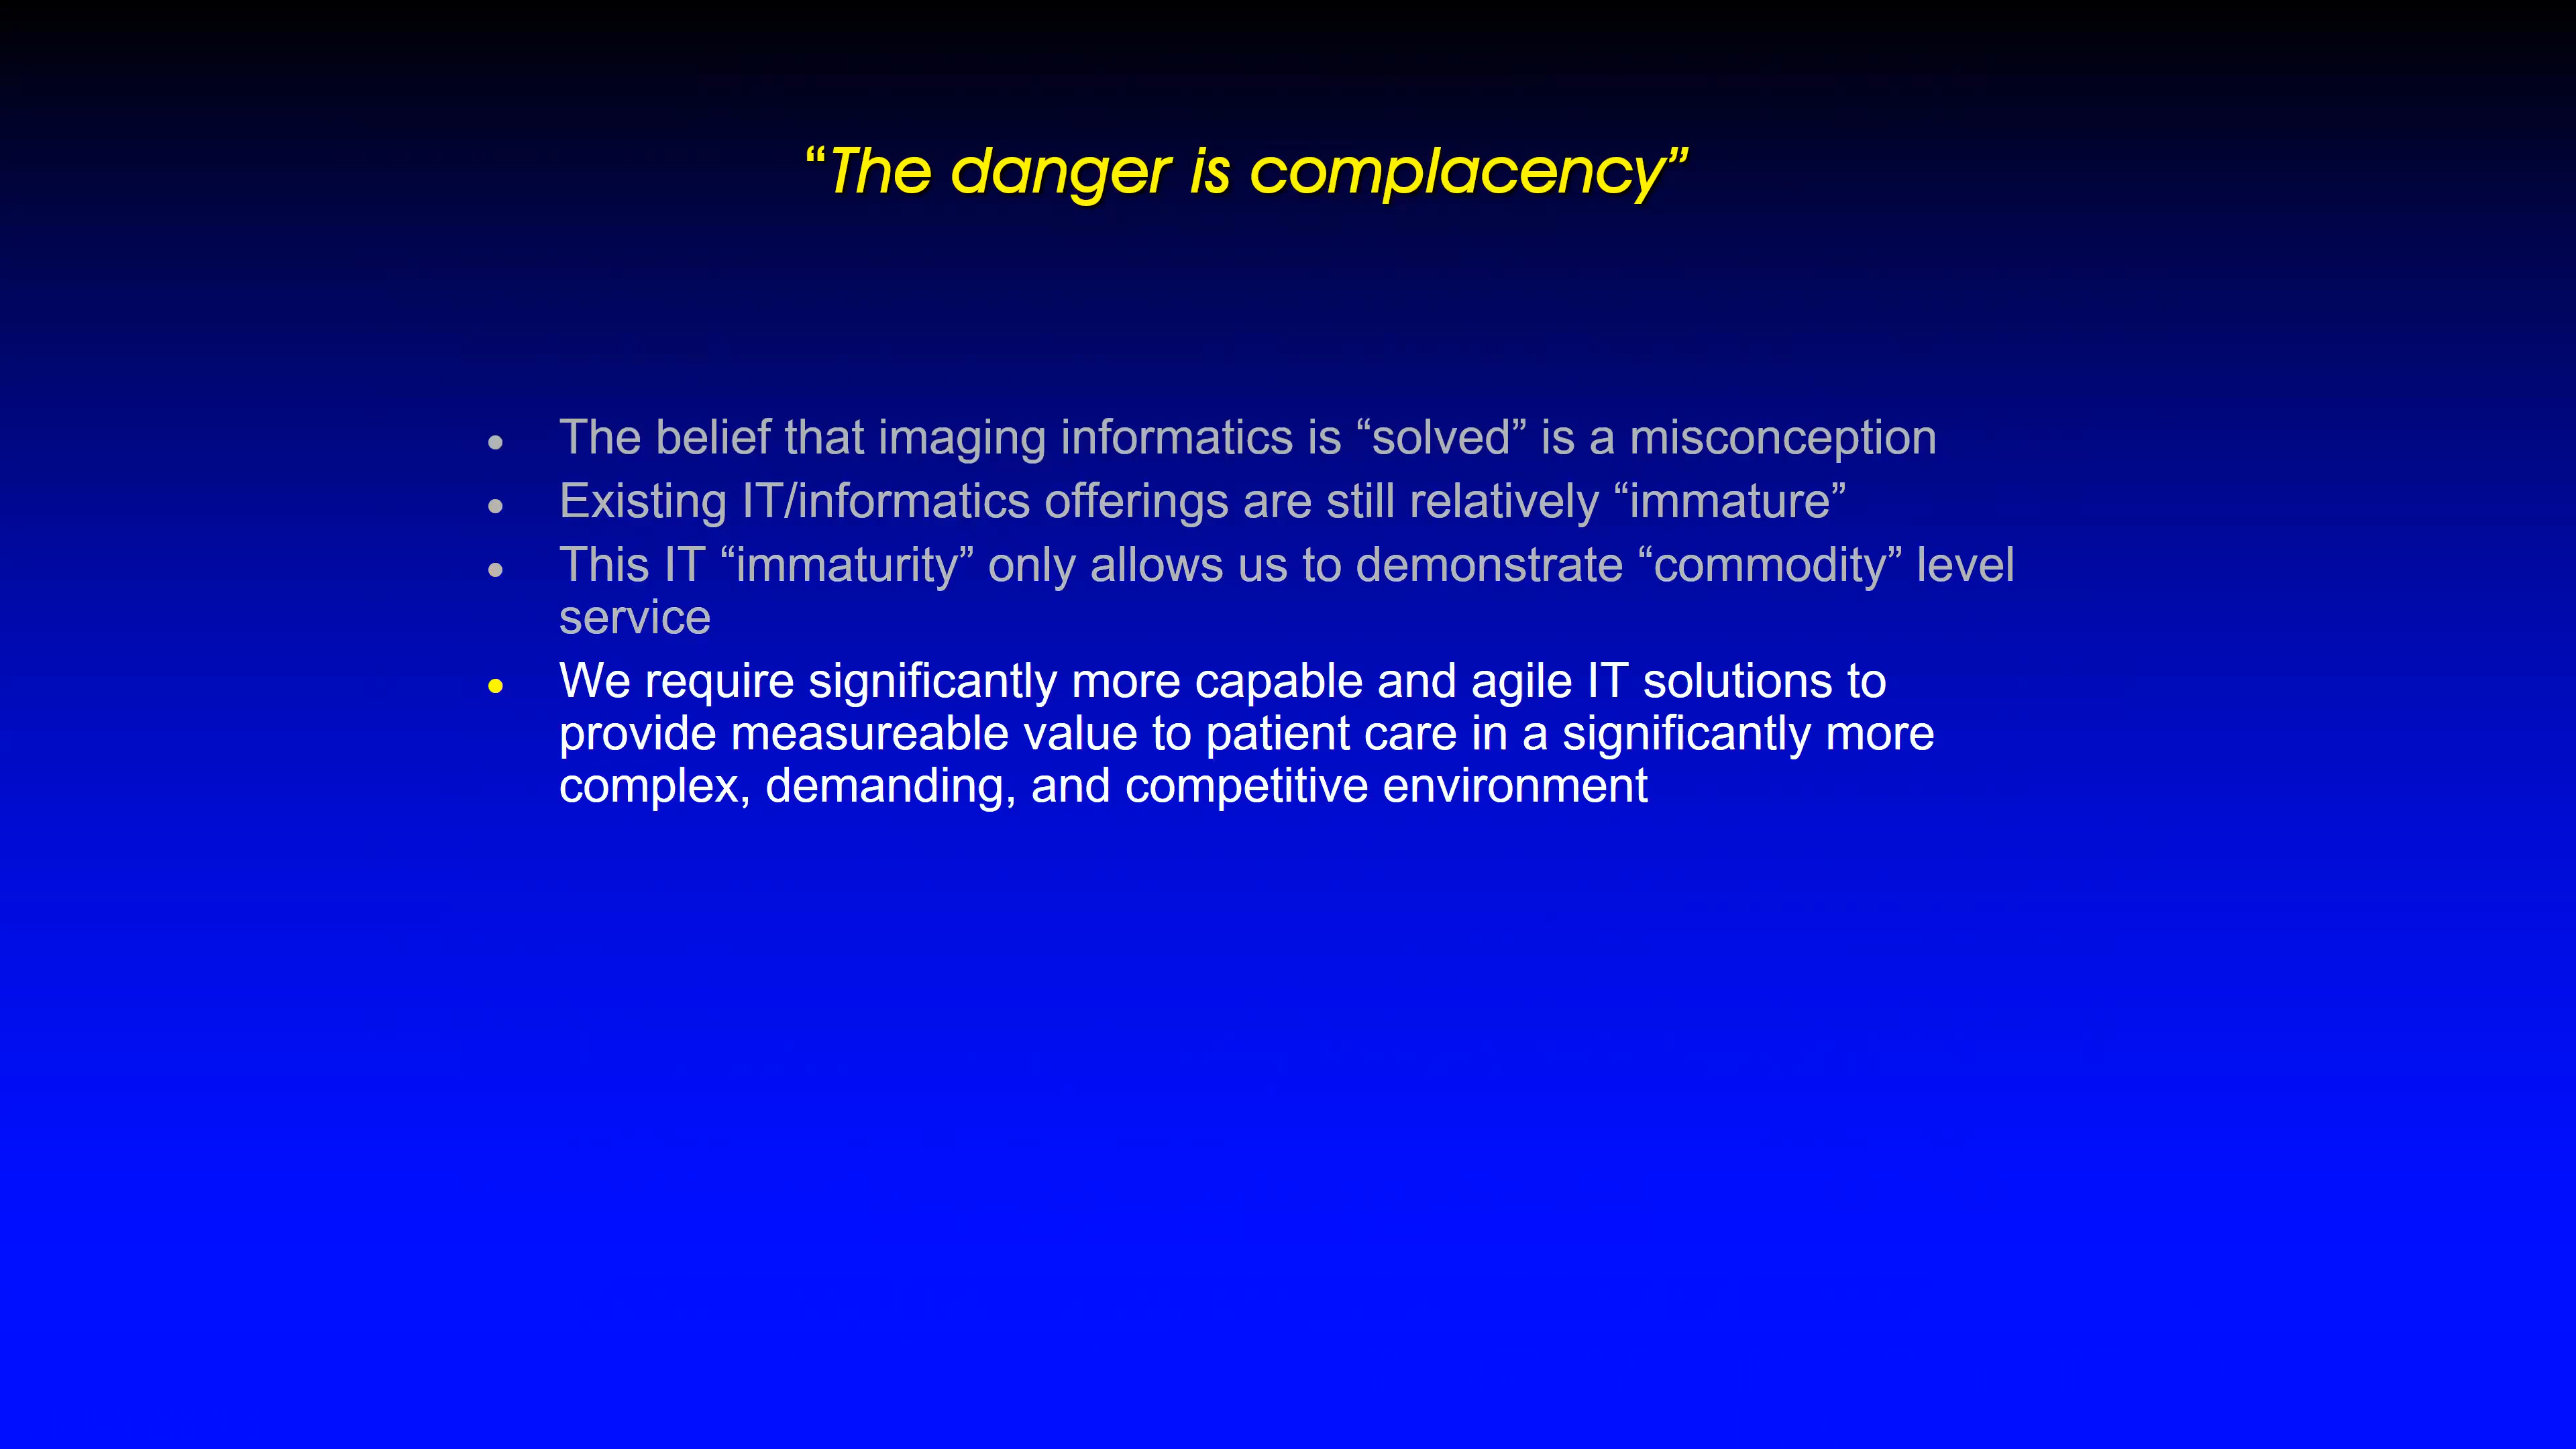 “The danger is complacency”
• The belief that imaging informatics is “solved” is a misconception
• Existing IT/informatics offerings are still relatively “immature”
• This IT “immaturity” only allows us to demonstrate “commodity” level
service
• We require significantly more capable and agile IT solutions to
provide measureable value to patient care in a significantly more
complex, demanding, and competitive environment